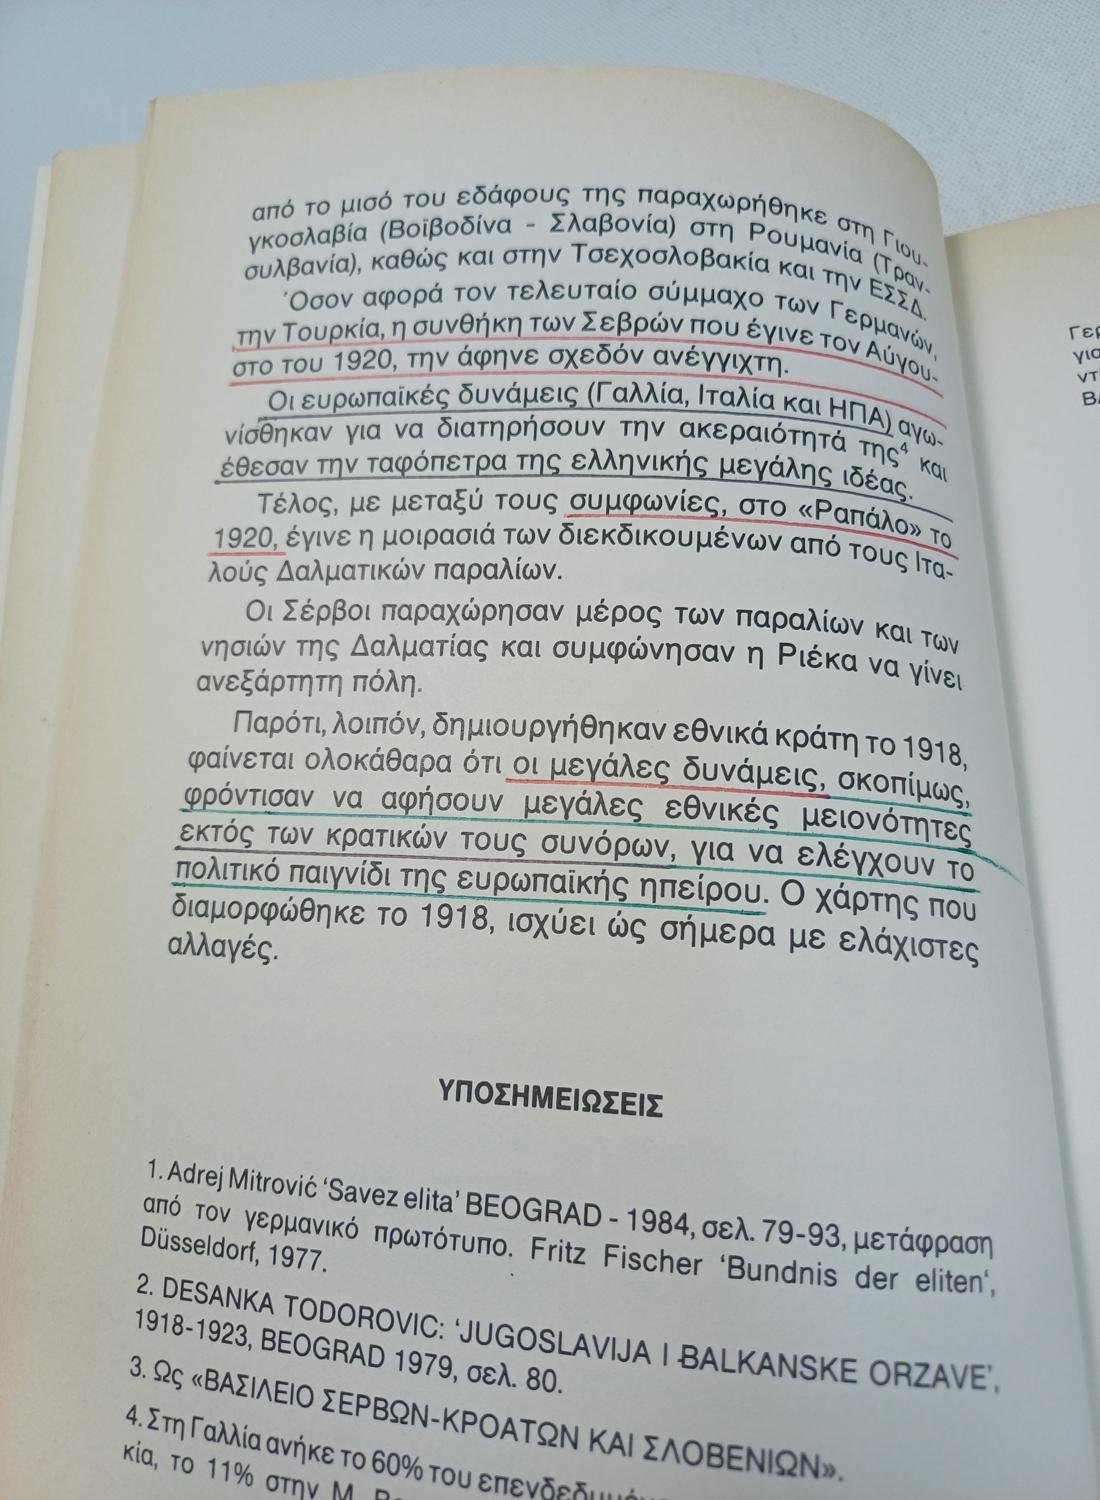 από το μισό του εδάφους της παραχωρήθηκε στη Γιου-
γκοσλαβία (Βοϊβοδίνα - Σλαβονία) στη Ρουμανία (Τραν-
συλβανία), καθώς και στην Τσεχοσλοβακία και την ΕΣΣΔ.
Όσον αφορά τον τελευταίο σύμμαχο των Γερμανών,
την Τουρκία, η συνθήκη των Σεβρών που έγινε τον Αύγου-
στο του 1920, την άφηνε σχεδόν ανέγγιχτη.
Οι ευρωπαϊκές δυνάμεις (Γαλλία, Ιταλία και ΗΠΑ) αγω-
νίσθηκαν για να διατηρήσουν την ακεραιότητά της⁴ και
έθεσαν την ταφόπετρα της ελληνικής μεγάλης ιδέας.
Τέλος, με μεταξύ τους συμφωνίες, στο «Ραπάλο» το
1920, έγινε η μοιρασιά των διεκδικουμένων από τους Ιτα-
λούς Δαλματικών παραλίων.
Οι Σέρβοι παραχώρησαν μέρος των παραλίων και των
νησιών της Δαλματίας και συμφώνησαν η Ριέκα να γίνει
ανεξάρτητη πόλη.
Παρότι, λοιπόν, δημιουργήθηκαν εθνικά κράτη το 1918,
φαίνεται ολοκάθαρα ότι οι μεγάλες δυνάμεις, σκοπίμως,
φρόντισαν να αφήσουν μεγάλες εθνικές μειονότητες
εκτός των κρατικών τους συνόρων, για να ελέγχουν το
πολιτικό παιγνίδι της ευρωπαϊκής ηπείρου. Ο χάρτης που
διαμορφώθηκε το 1918, ισχύει ώς σήμερα με ελάχιστες
αλλαγές.
ΥΠΟΣΗΜΕΙΩΣΕΙΣ
1. Adrej Mitrović ‘Savez elita’ BEOGRAD - 1984, σελ. 79-93, μετάφραση
από τον γερμανικό πρωτότυπο. Fritz Fischer ‘Bundnis der eliten‘,
Düsseldorf, 1977.
2. DESANKA TODOROVIC: ‘JUGOSLAVIJA I BALKANSKE ORZAVE’,
1918-1923, BEOGRAD 1979, σελ. 80.
3. Ως «ΒΑΣΙΛΕΙΟ ΣΕΡΒΩΝ-ΚΡΟΑΤΩΝ ΚΑΙ ΣΛΟΒΕΝΙΩΝ».
4. Στη Γαλλία ανήκε το 60% του
κία, το 11% στην Μ.